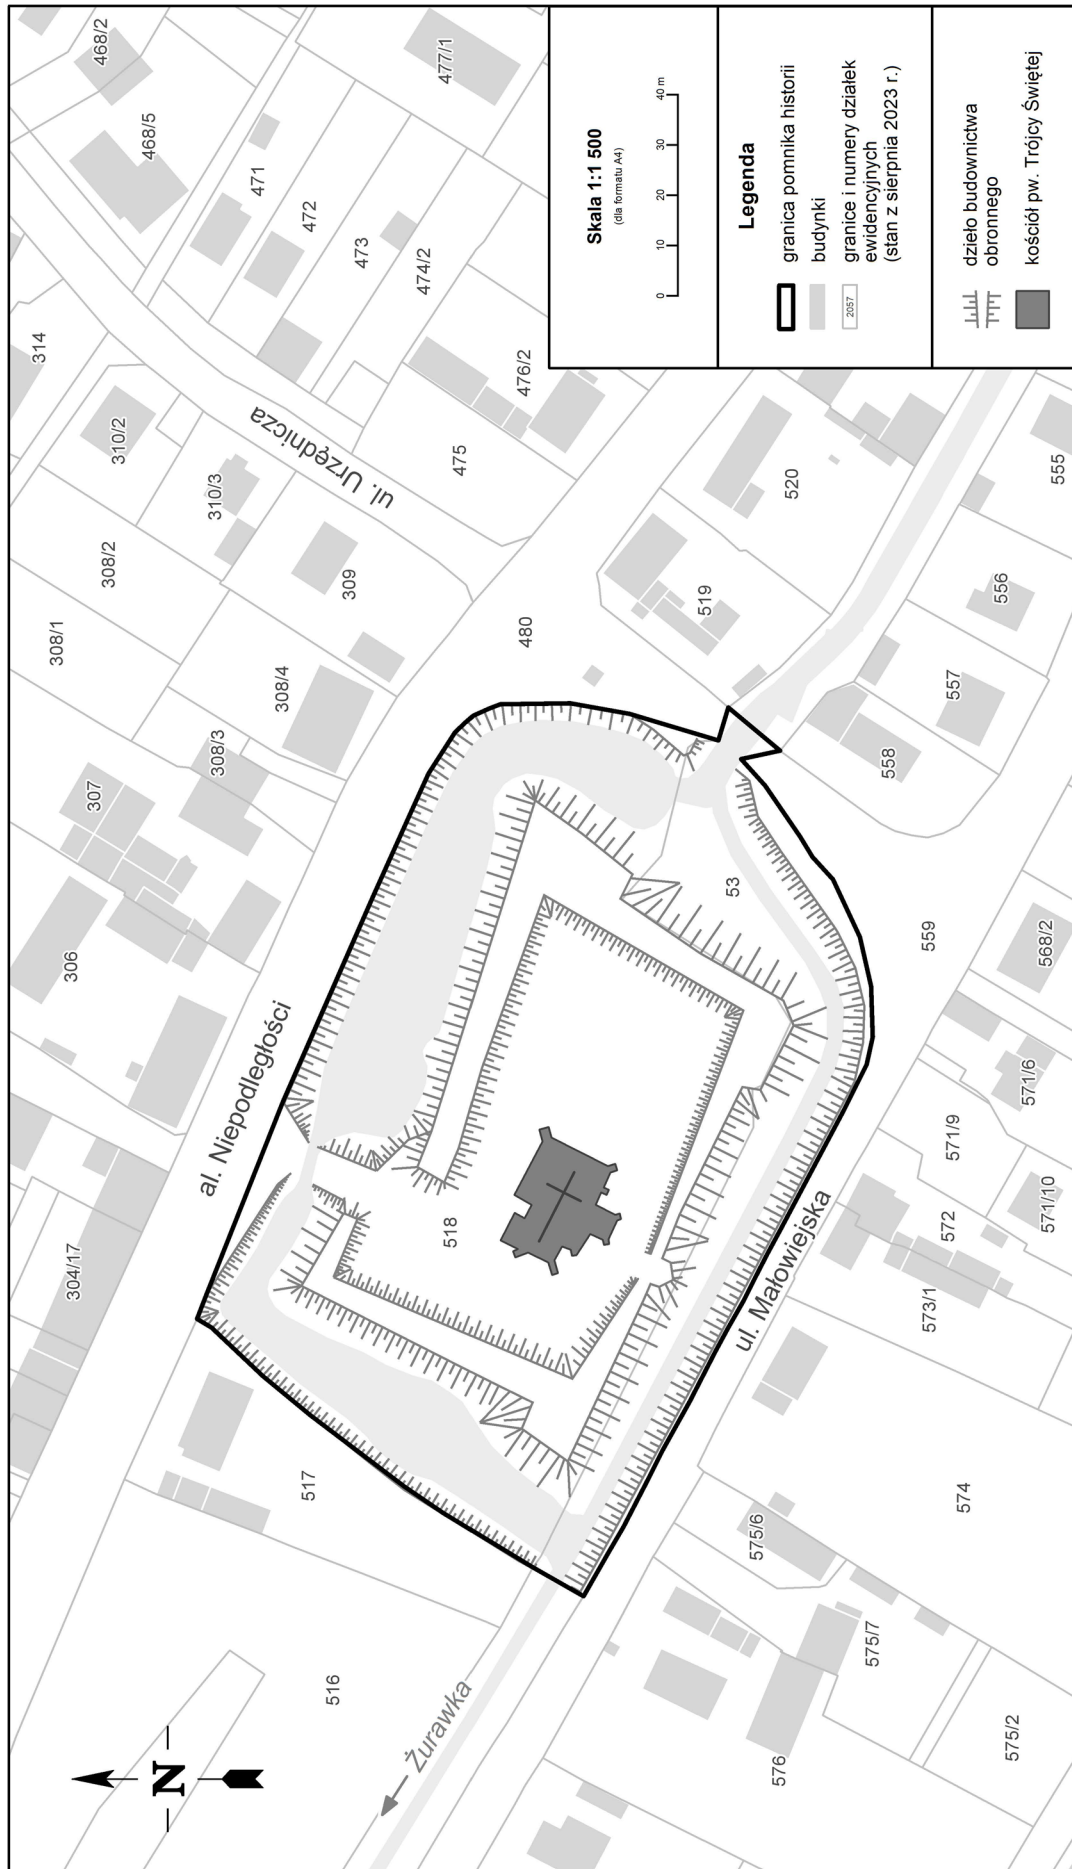 468/2
477/1
468/5
471
472
473
474/2
314
310/2
476/2
310/3
ul. Urzędnicza
475
308/2
309
308/1
480
308/4
308/3
307
306
al. Niepodległości
304/17
518
517
516
Żurawka
N
520
519
555
556
557
558
53
559
568/2
571/6
571/9
571/10
572
573/1
ul. Małowiejska
574
575/6
575/7
576
575/2
Skala 1:1 500
(dla formatu A4)
0 10 20 30 40 m
Legenda
granica pomnika historii
budynki
2057
granice i numery działek
ewidencyjnych
(stan z sierpnia 2023 r.)
dzieło budownictwa
obronnego
kościół pw. Trójcy Świętej